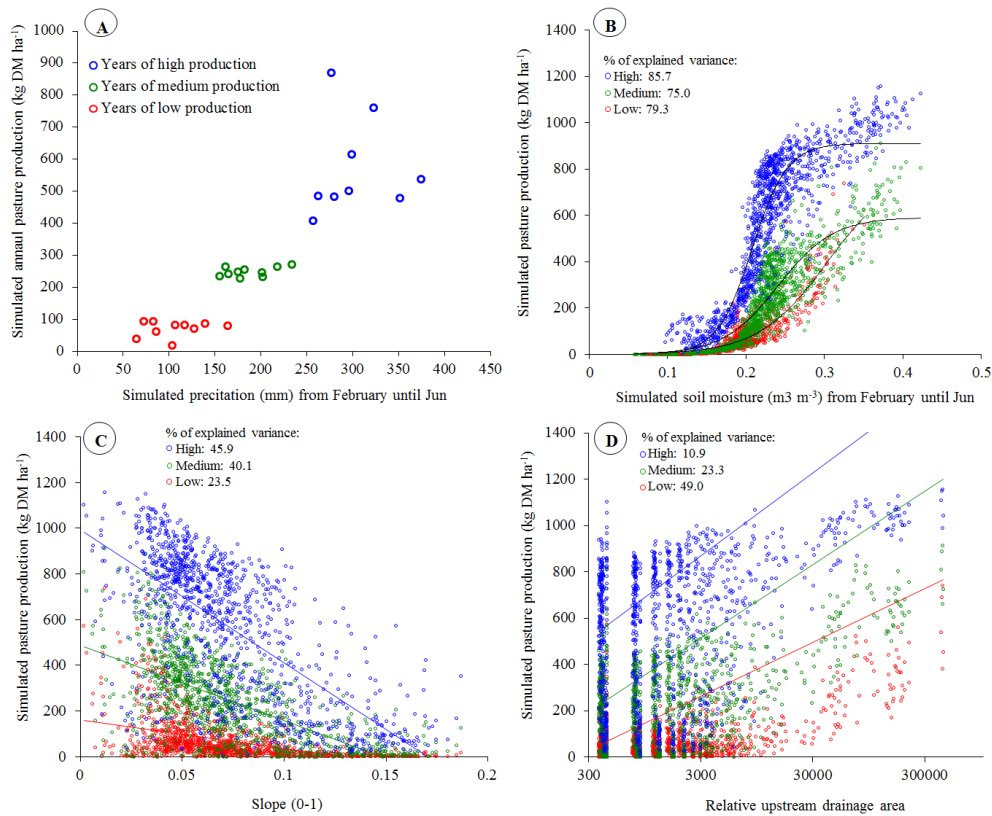 A
Simulated annual pasture production (kg DM ha-1)
1000
900
800
700
600
500
400
300
200
100
0
Years of high production
Years of medium production
Years of low production
0 50 100 150 200 250 300 350 400 450
Simulated precitation (mm) from February until Jun
B
Simulated pasture production (kg DM ha-1)
1400
1200
1000
800
600
400
200
0
% of explained variance:
High: 85.7
Medium: 75.0
Low: 79.3
0 0.1 0.2 0.3 0.4 0.5
Simulated soil moisture (m3 m-3) from February until Jun
C
Simulated pasture production (kg DM ha-1)
1400
1200
1000
800
600
400
200
0
% of explained variance:
High: 45.9
Medium: 40.1
Low: 23.5
0 0.05 0.1 0.15 0.2
Slope (0-1)
D
Simulated pasture production (kg DM ha-1)
1400
1200
1000
800
600
400
200
0
% of explained variance:
High: 10.9
Medium: 23.3
Low: 49.0
300 3000 30000 300000
Relative upstream drainage area